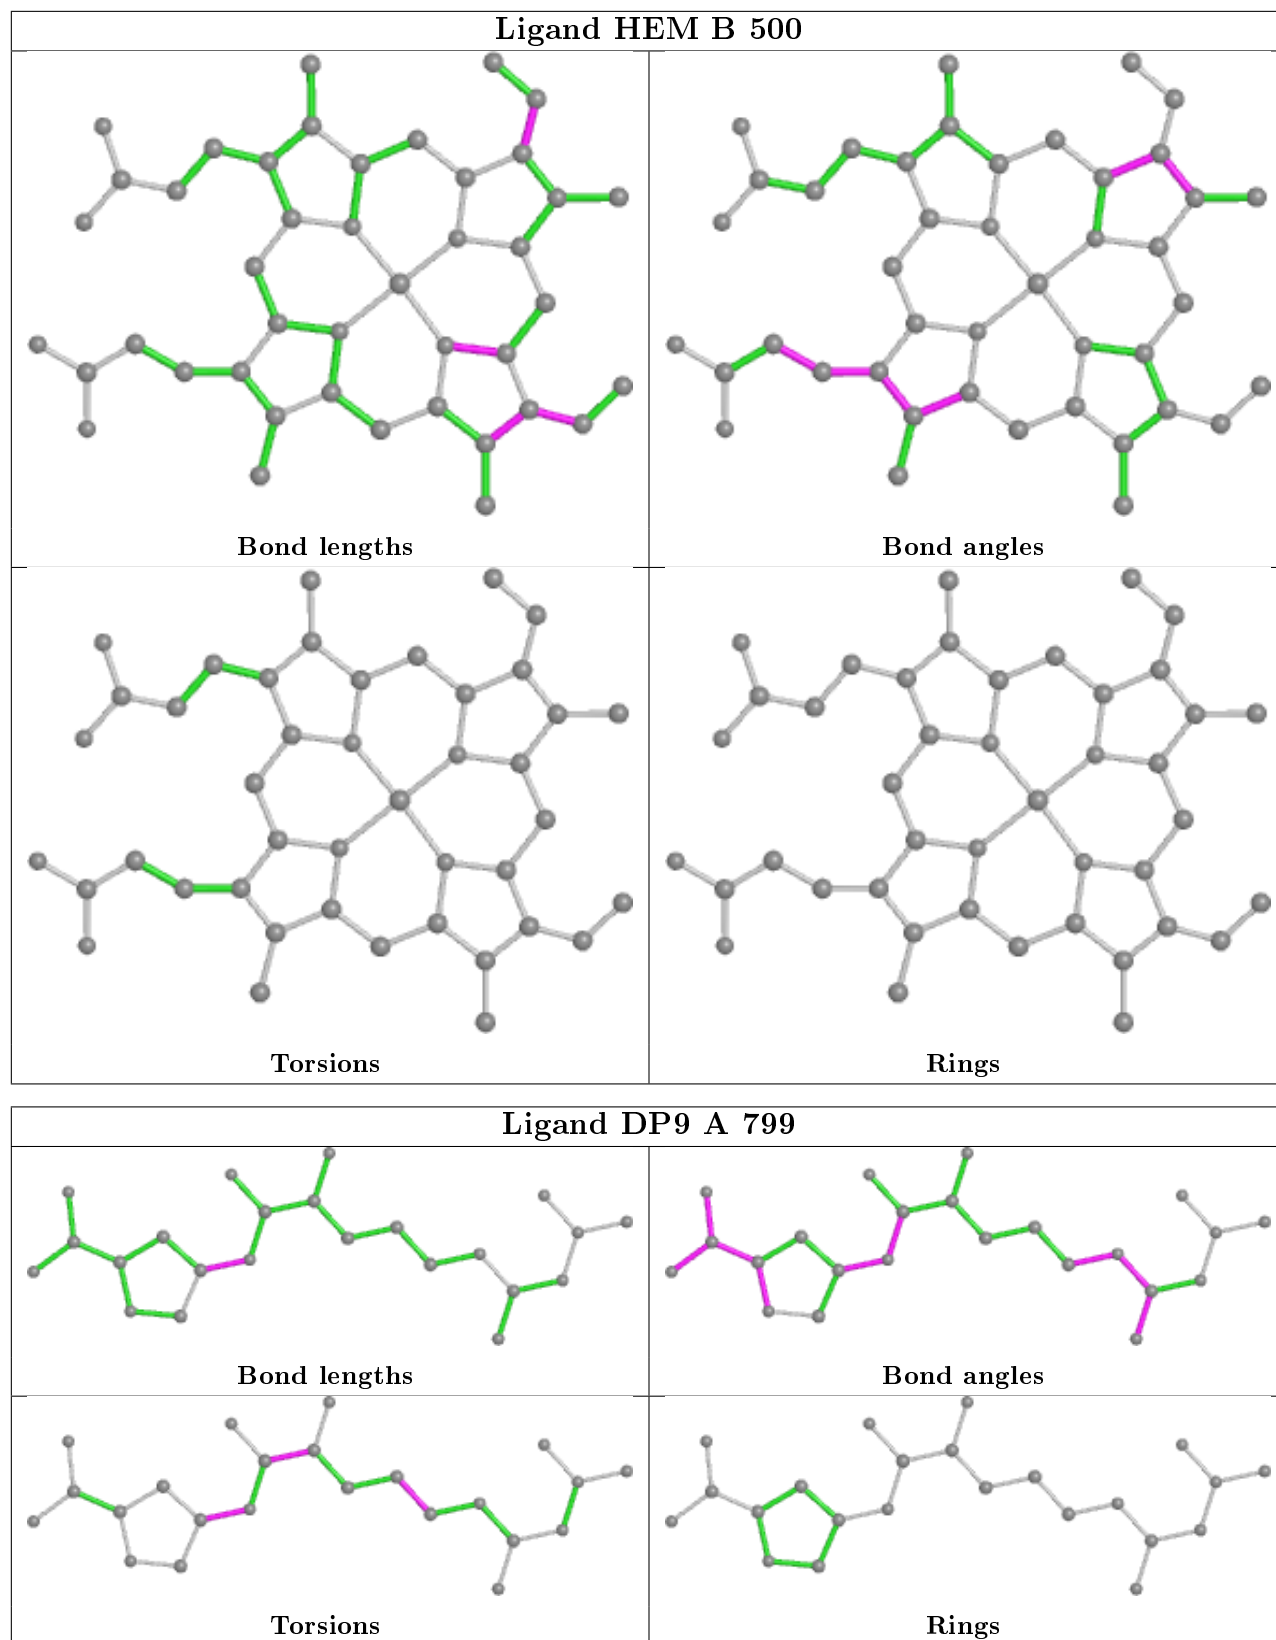 Ligand HEM B 500
Bond lengths
Bond angles
Torsions
Rings
Ligand DP9 A 799
Bond lengths
Bond angles
Torsions
Rings